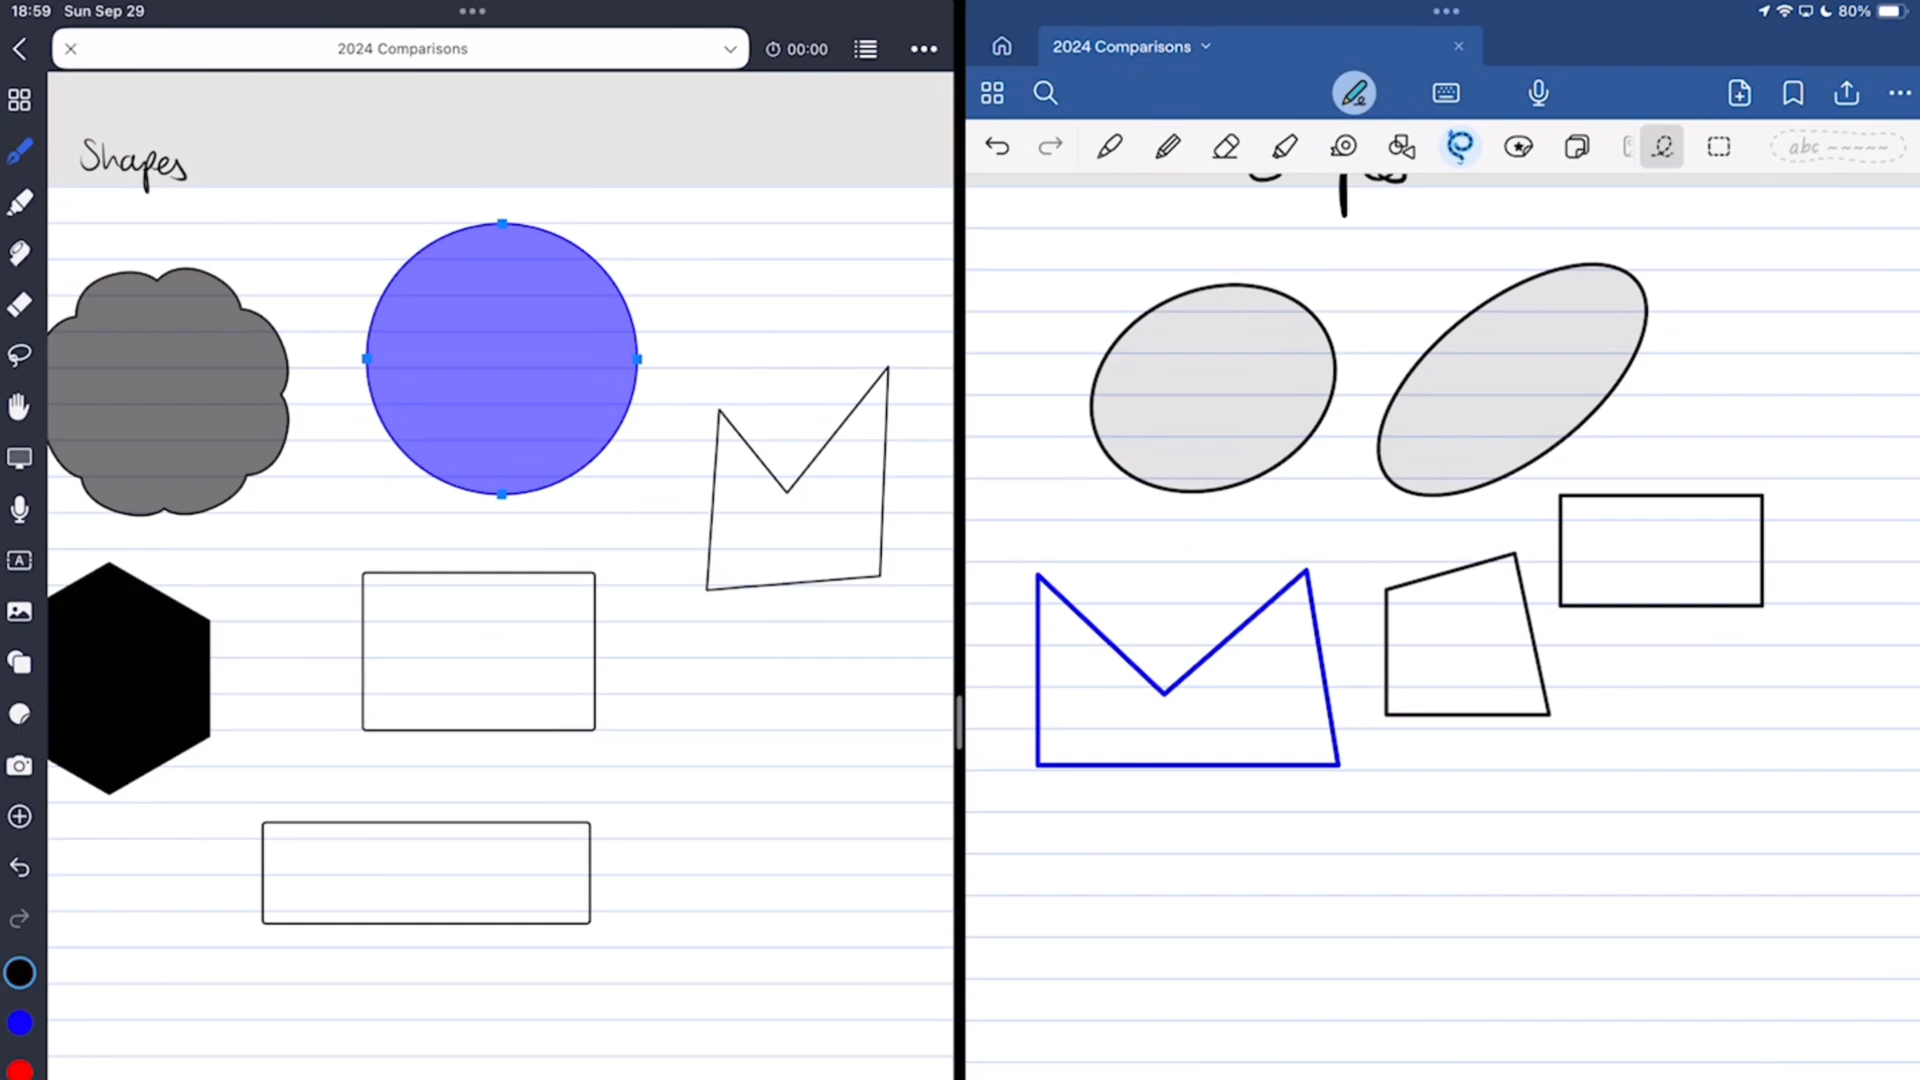 18:59 Sun Sep 29
2024 Comparisons
00:00
Shapes
A
80%
2024 Comparisons
abc